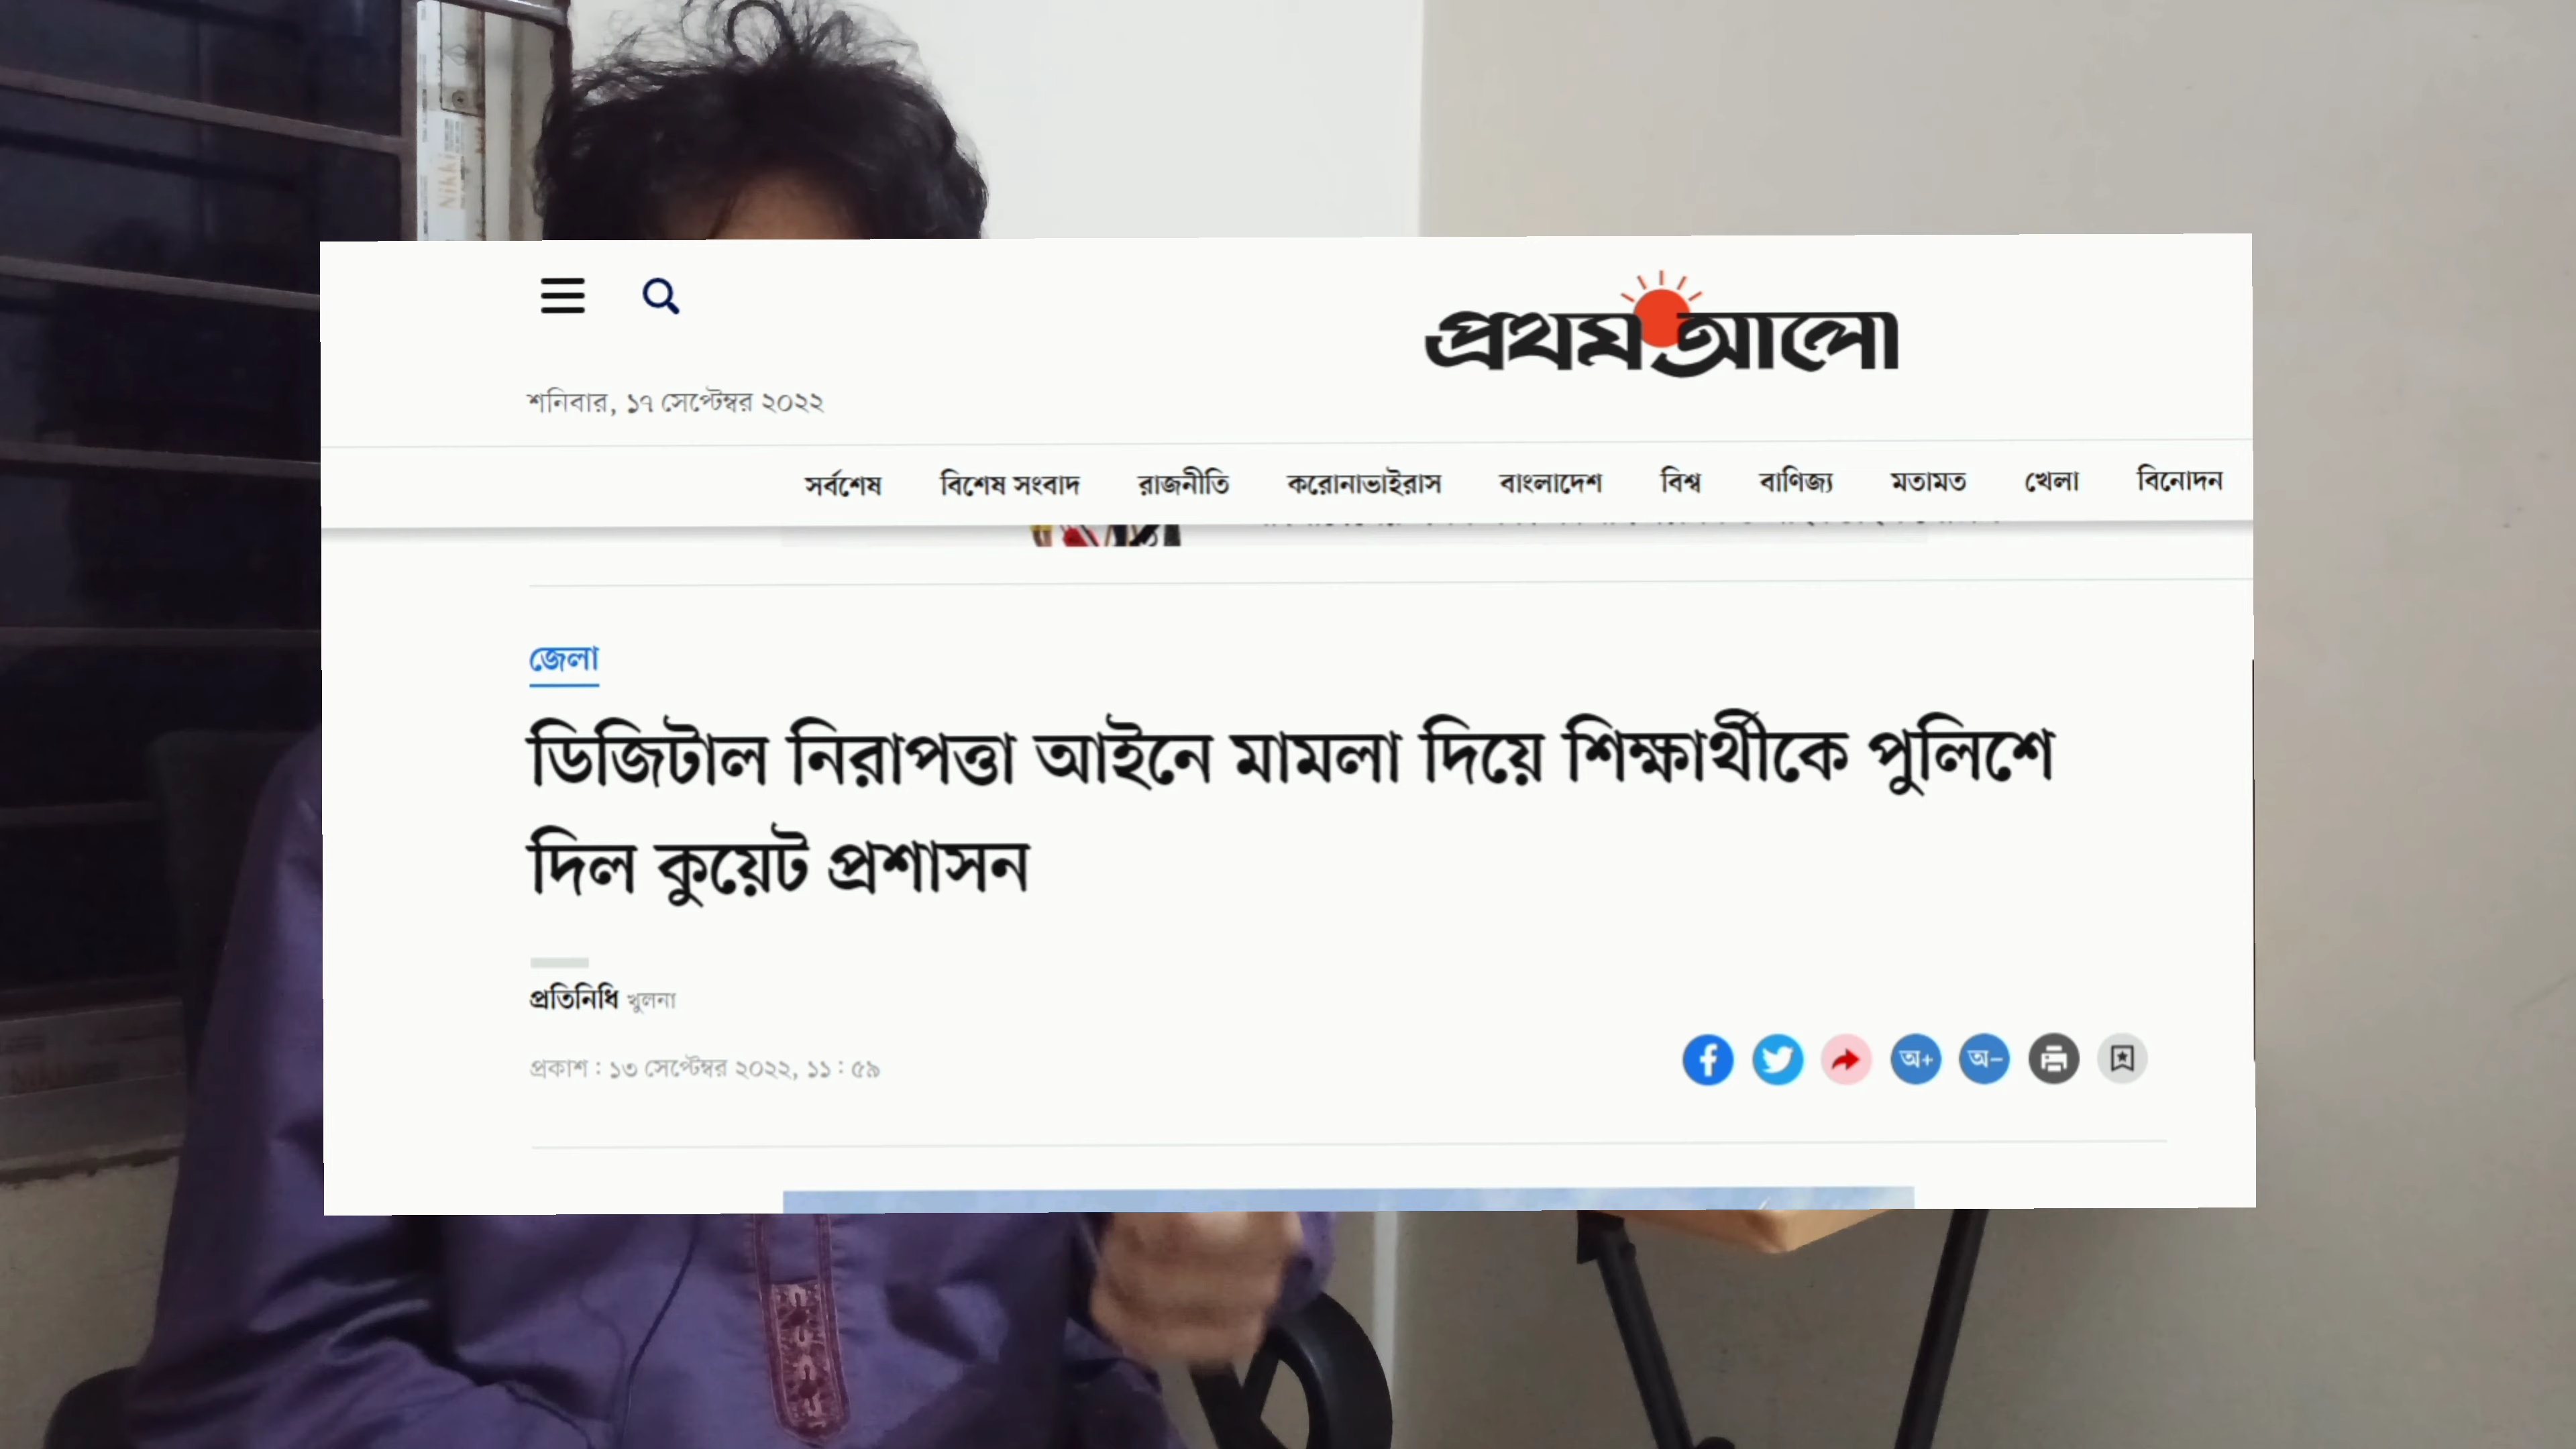 Nikki
প্রথম আলো
শনিবার, ১৭ সেপ্টেম্বর ২০২২
সর্বশেষ বিশেষ সংবাদ রাজনীতি করোনাভাইরাস বাংলাদেশ বিশ্ব বাণিজ্য মতামত খেলা বিনোদন
জেলা
ডিজিটাল নিরাপত্তা আইনে মামলা দিয়ে শিক্ষার্থীকে পুলিশে
দিল কুয়েট প্রশাসন
প্রতিনিধি খুলনা
প্রকাশ : ১৩ সেপ্টেম্বর ২০২২, ১১ : ৫৯
অ+ অ−